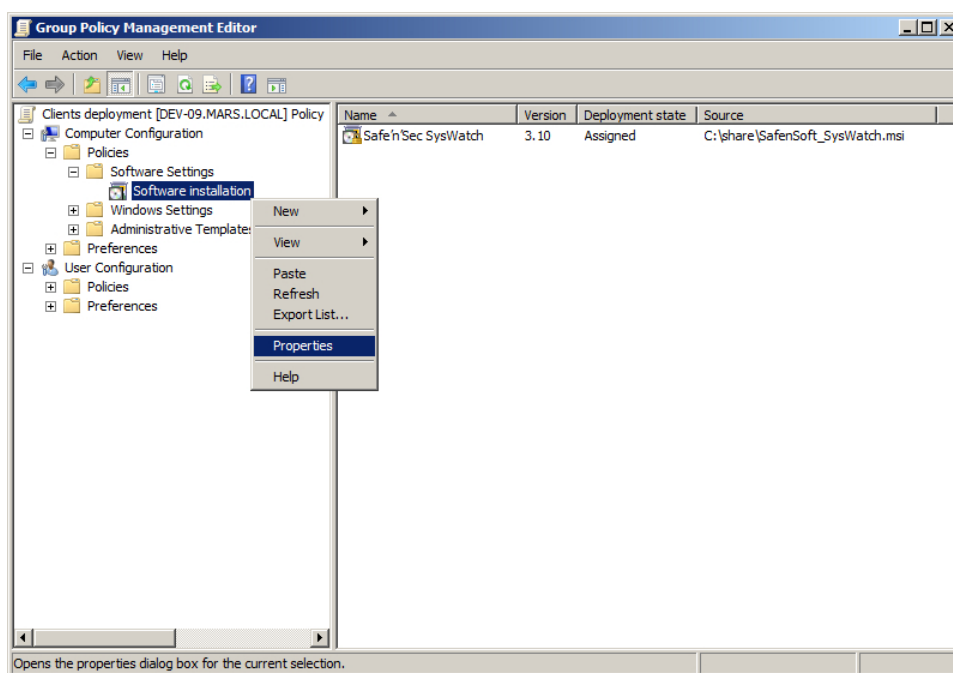 Group Policy Management Editor
File Action View Help
Clients deployment [DEV-09.MARS.LOCAL] Policy
Computer Configuration
Policies
Software Settings
Software installation
Windows Settings
Administrative Templates
Preferences
User Configuration
Policies
Preferences
Name Version Deployment state Source
Safe'n'Sec SysWatch 3.10 Assigned C:\share\SafenSoft_SysWatch.msi
New
View
Paste
Refresh
Export List...
Properties
Help
Opens the properties dialog box for the current selection.